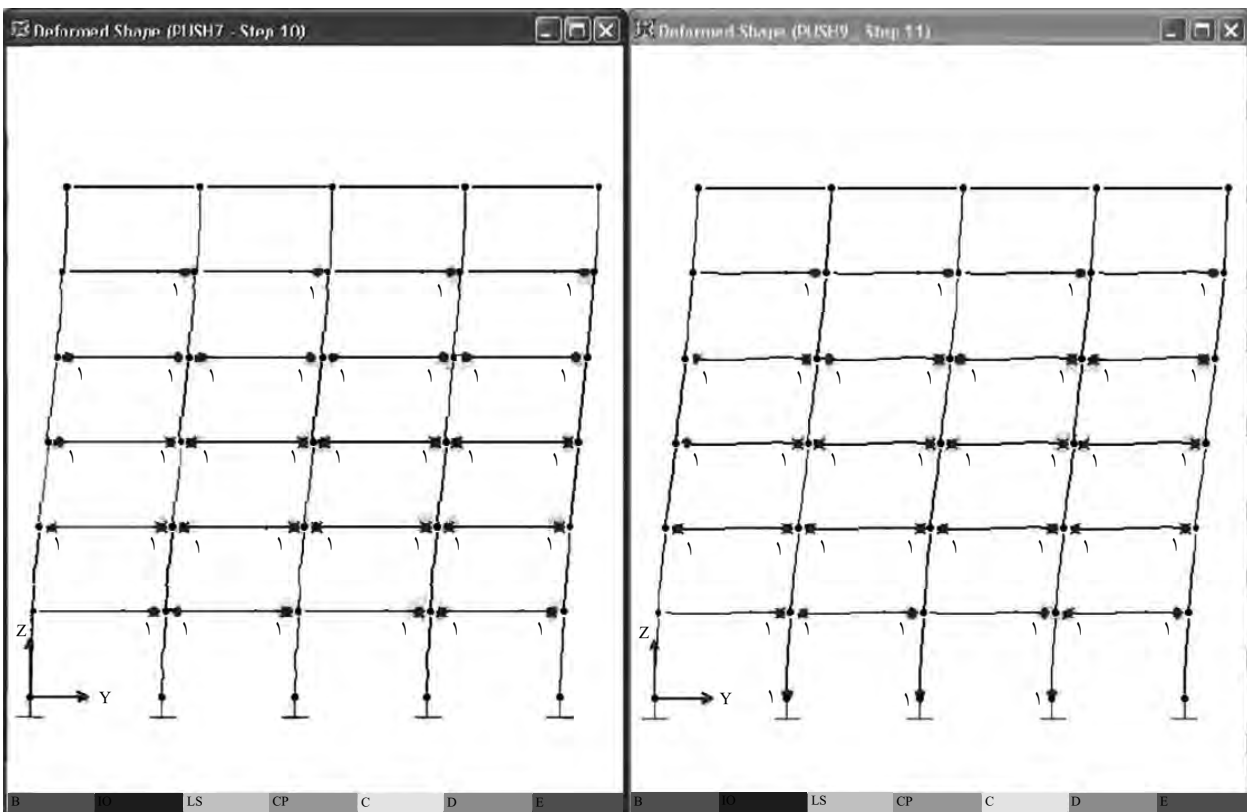 Deformed Shape (PUSH7 - Step 10)
Z
Y
B IO LS CP C D E
Deformed Shape (PUSH9 - Step 11)
Z
Y
B IO LS CP C D E